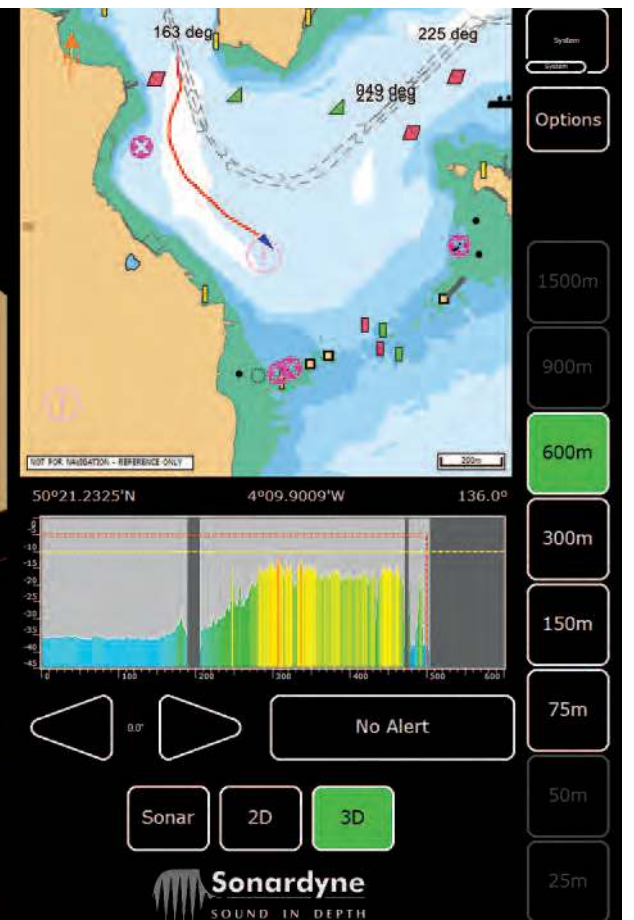 System
System
163 deg
225 deg
049 deg
Options
1500m
900m
600m
NOT FOR NAVIGATION - REFERENCE ONLY
200m
50°21.2325'N 4°09.9009'W 136.0°
300m
-5
-10
-15
-20
-25
-30
-35
-40
-45
0 100 200 300 400 500 600
150m
75m
0.0°
No Alert
50m
Sonar 2D 3D
25m
Sonardyne
SOUND IN DEPTH